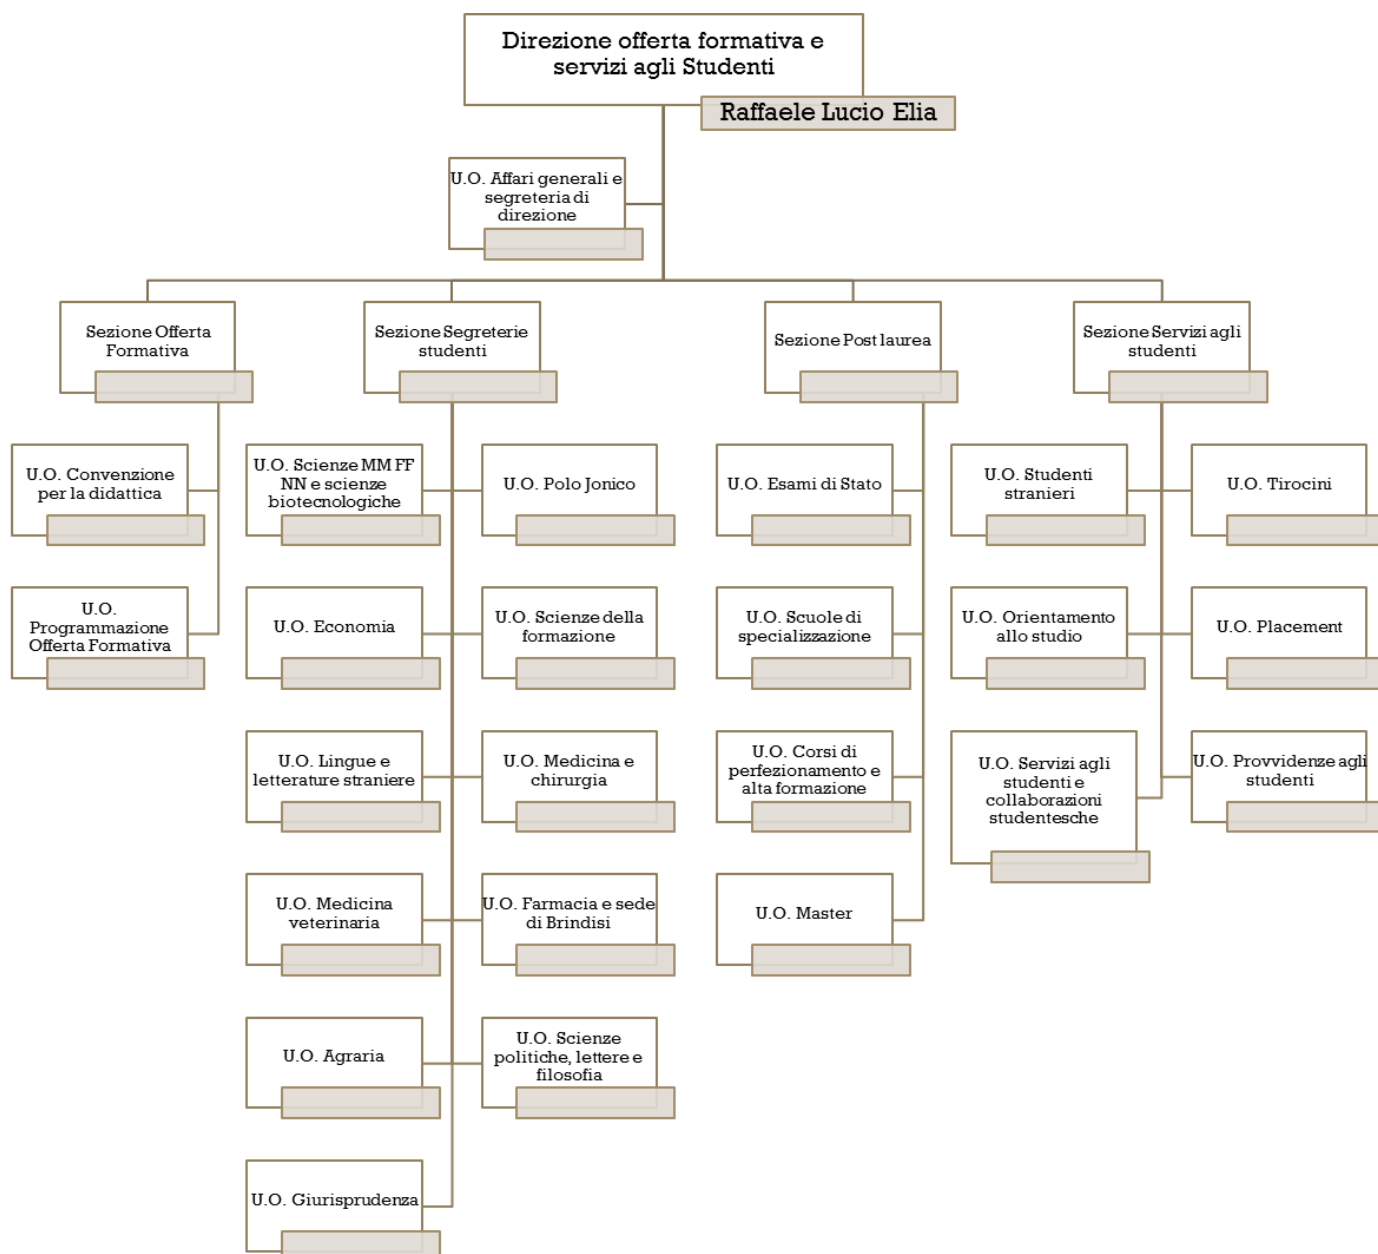 Direzione offerta formativa e
servizi agli Studenti
Raffaele Lucio Elia
U.O. Affari generali e
segreteria di
direzione
Sezione Offerta
Formativa
Sezione Segreterie
studenti
Sezione Post laurea
Sezione Servizi agli
studenti
U.O. Convenzione
per la didattica
U.O. Scienze MM FF
NN e scienze
biotecnologiche
U.O. Polo Jonico
U.O. Esami di Stato
U.O. Studenti
stranieri
U.O. Tirocini
U.O.
Programmazione
Offerta Formativa
U.O. Economia
U.O. Scienze della
formazione
U.O. Scuole di
specializzazione
U.O. Orientamento
allo studio
U.O. Placement
U.O. Lingue e
letterature straniere
U.O. Medicina e
chirurgia
U.O. Corsi di
perfezionamento e
alta formazione
U.O. Servizi agli
studenti e
collaborazioni
studentesche
U.O. Provvidenze agli
studenti
U.O. Medicina
veterinaria
U.O. Farmacia e sede
di Brindisi
U.O. Master
U.O. Agraria
U.O. Scienze
politiche, lettere e
filosofia
U.O. Giurisprudenza